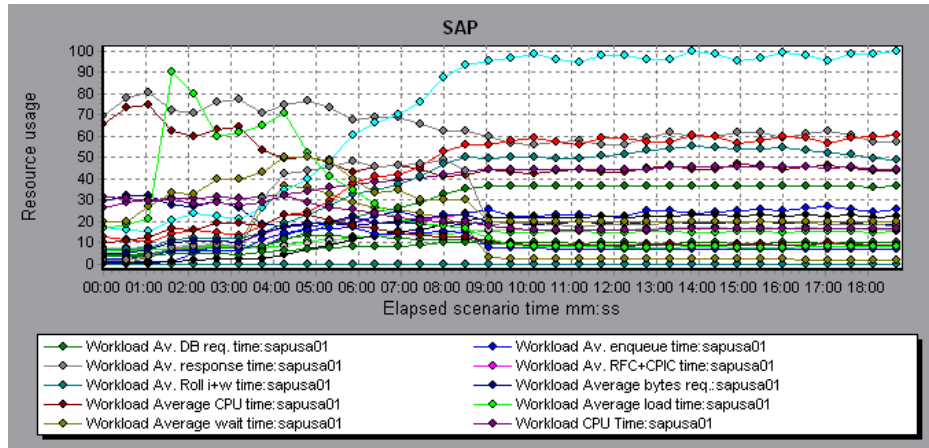 SAP
100
90
80
70
60
50
40
30
20
10
0
Resource usage
00:00 01:00 02:00 03:00 04:00 05:00 06:00 07:00 08:00 09:00 10:00 11:00 12:00 13:00 14:00 15:00 16:00 17:00 18:00
Elapsed scenario time mm:ss
Workload Av. DB req. time:sapusa01
Workload Av. enqueue time:sapusa01
Workload Av. response time:sapusa01
Workload Av. RFC+CPIC time:sapusa01
Workload Av. Roll i+w time:sapusa01
Workload Average bytes req.:sapusa01
Workload Average CPU time:sapusa01
Workload Average load time:sapusa01
Workload Average wait time:sapusa01
Workload CPU Time:sapusa01